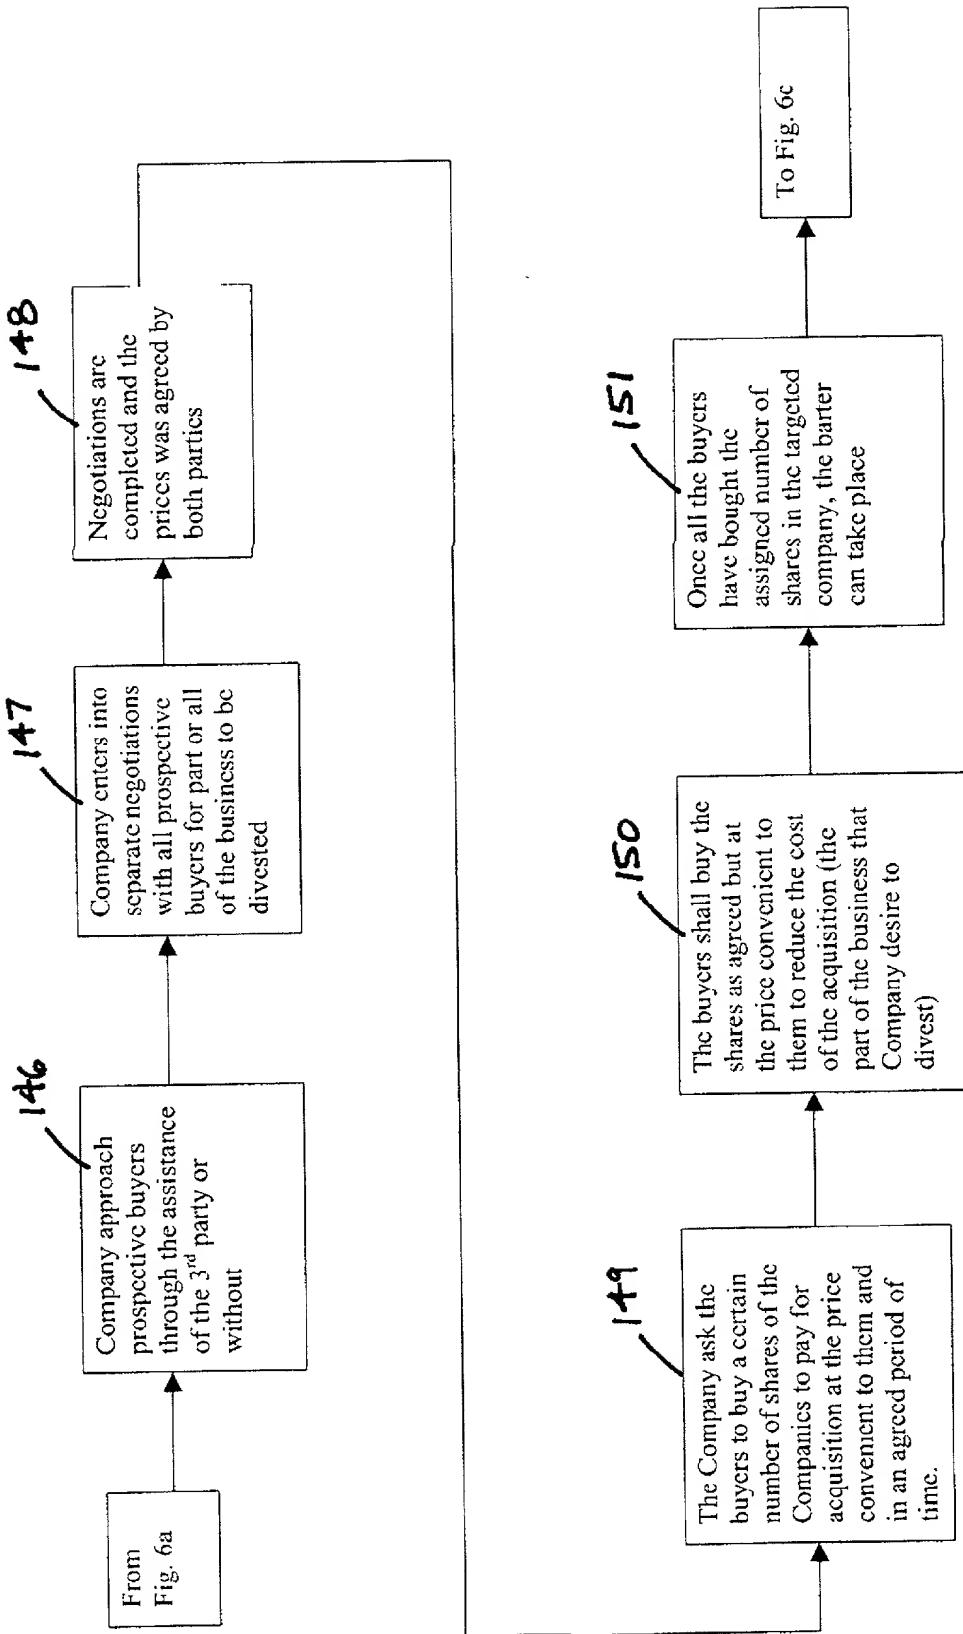 From
Fig. 6a
146
Company approach
prospective buyers
through the assistance
of the 3rd party or
without
147
Company enters into
separate negotiations
with all prospective
buyers for part or all
of the business to be
divested
148
Negotiations are
completed and the
prices was agreed by
both parties
149
The Company ask the
buyers to buy a certain
number of shares of the
Companies to pay for
acquisition at the price
convenient to them and
in an agreed period of
time.
150
The buyers shall buy the
shares as agreed but at
the price convenient to
them to reduce the cost
of the acquisition (the
part of the business that
Company desire to
divest)
151
Once all the buyers
have bought the
assigned number of
shares in the targeted
company, the barter
can take place
To Fig. 6c